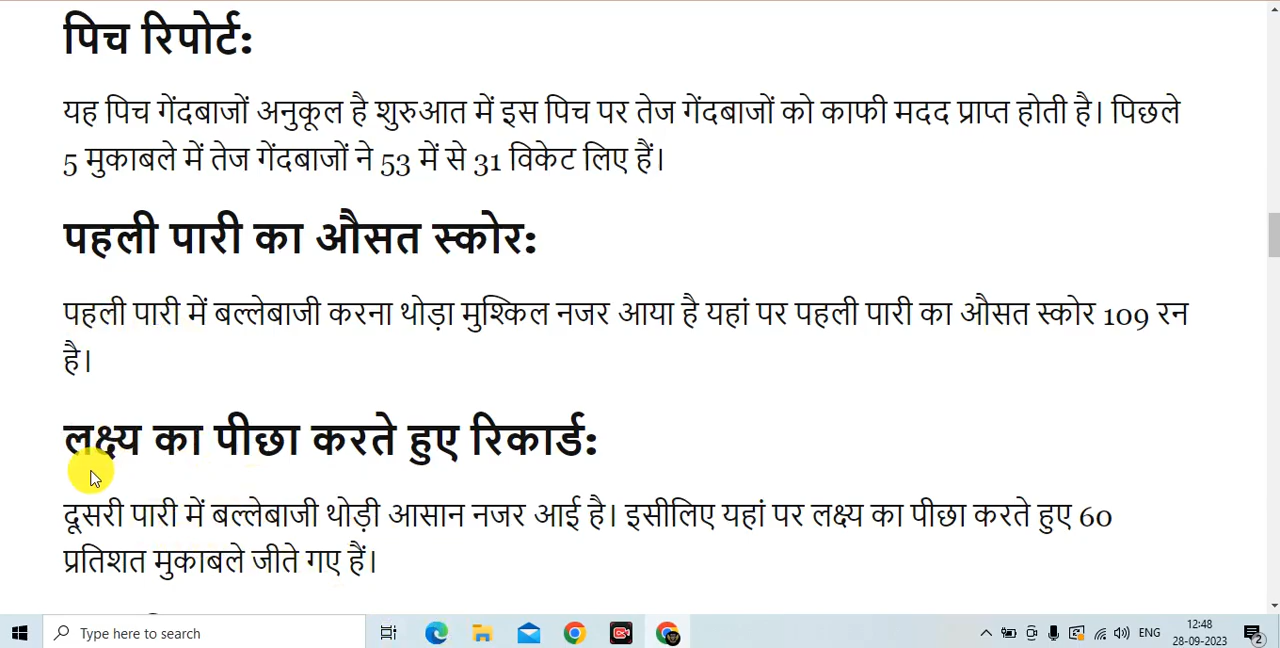 पिच रिपोर्ट:
यह पिच गेंदबाजों अनुकूल है शुरुआत में इस पिच पर तेज गेंदबाजों को काफी मदद प्राप्त होती है। पिछले
5 मुकाबले में तेज गेंदबाजों ने 53 में से 31 विकेट लिए हैं।
पहली पारी का औसत स्कोर:
पहली पारी में बल्लेबाजी करना थोड़ा मुश्किल नजर आया है यहां पर पहली पारी का औसत स्कोर 109 रन
है।
लक्ष्य का पीछा करते हुए रिकार्ड:
दूसरी पारी में बल्लेबाजी थोड़ी आसान नजर आई है। इसीलिए यहां पर लक्ष्य का पीछा करते हुए 60
प्रतिशत मुकाबले जीते गए हैं।
Type here to search
ENG
12:48
28-09-2023
2